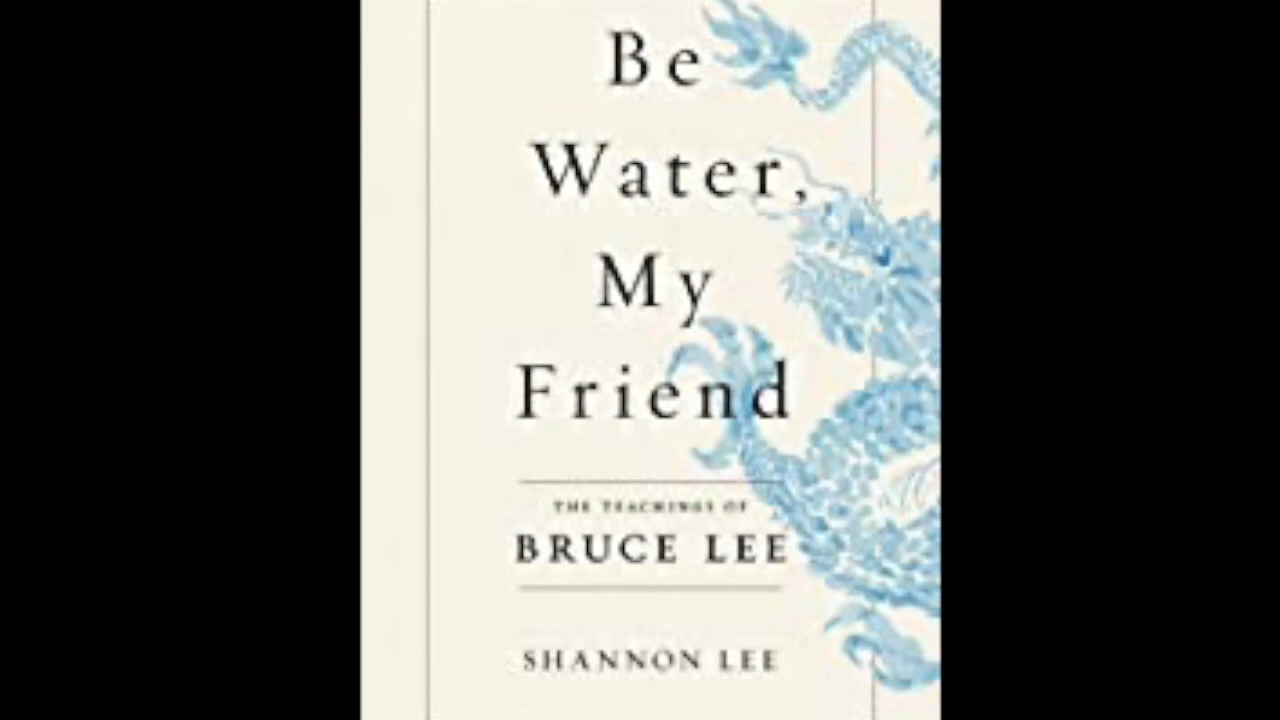 Be
Water,
My
Friend
THE TEACHINGS OF
BRUCE LEE
SHANNON LEE